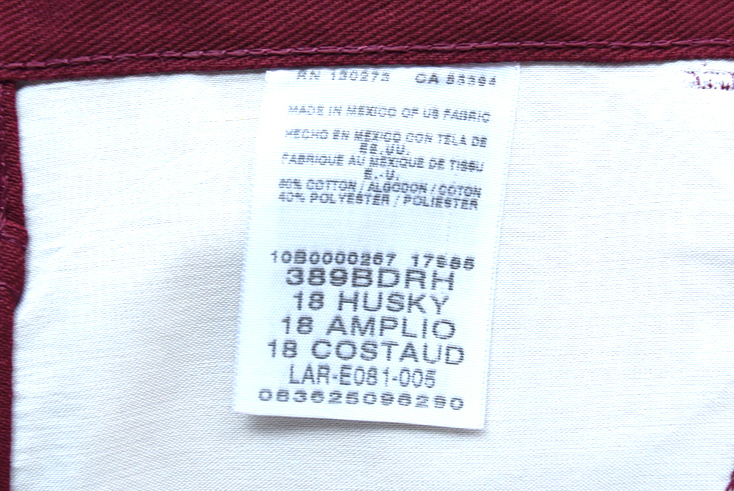 RN 130273 CA 53394
MADE IN MEXICO OF US FABRIC
HECHO EN MEXICO CON TELA DE
EE.UU.
FABRIQUE AU MEXIQUE DE TISSU
E.-U.
60% COTTON / ALGODON / COTON
40% POLYESTER / POLIESTER
10B0000267 17985
389BDRH
18 HUSKY
18 AMPLIO
18 COSTAUD
LAR-E081-005
083625096290